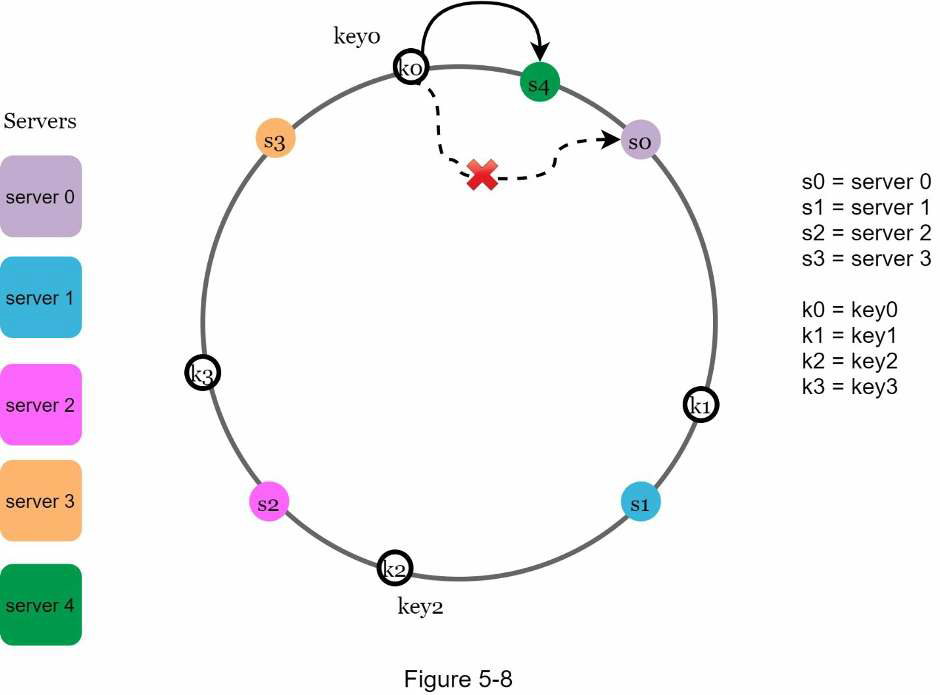 key0
k0
s4
s3
s0
Servers
server 0
server 1
server 2
server 3
server 4
k3
k1
s2
s1
k2
key2
s0 = server 0
s1 = server 1
s2 = server 2
s3 = server 3
k0 = key0
k1 = key1
k2 = key2
k3 = key3
Figure 5-8